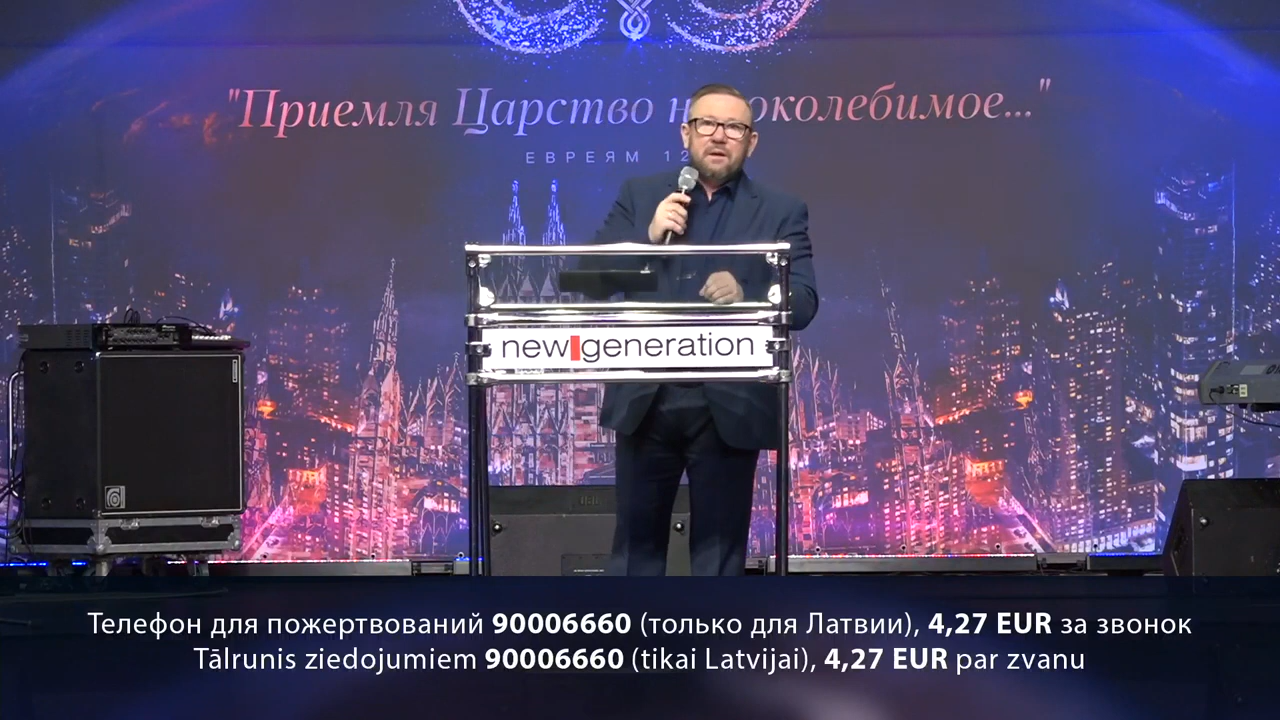 "Приемля Царство н околебимое..."
ЕВРЕЯМ 12
new generation
Телефон для пожертвований 90006660 (только для Латвии), 4,27 EUR за звонок
Tālrunis ziedojumiem 90006660 (tikai Latvijai), 4,27 EUR par zvanu